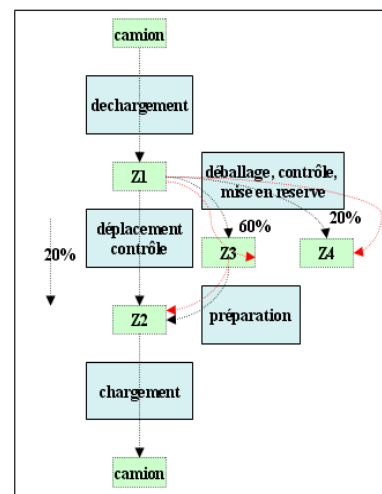 camion
dechargement
Z1
déballage, contrôle,
mise en reserve
déplacement
contrôle
20%
60%
20%
Z3
Z4
Z2
préparation
chargement
camion